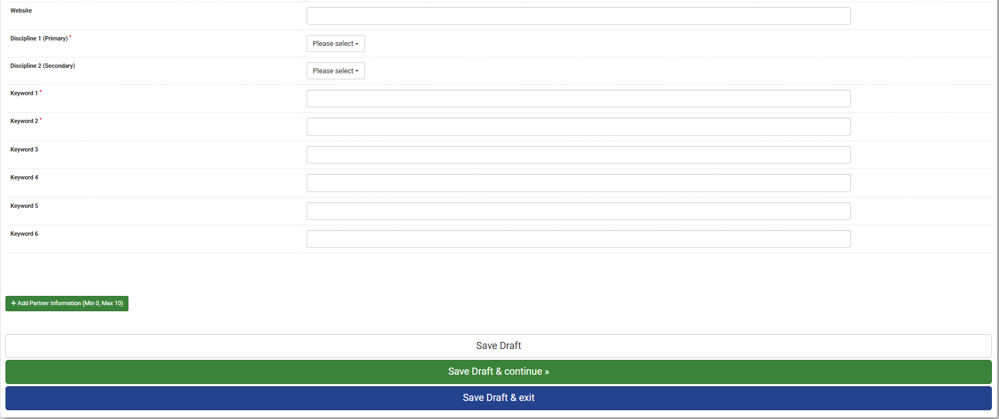 Website
Discipline 1 (Primary) *
Please select
Discipline 2 (Secondary)
Please select
Keyword 1 *
Keyword 2 *
Keyword 3
Keyword 4
Keyword 5
Keyword 6
+ Add Partner Information (Min 0, Max 10)
Save Draft
Save Draft & continue »
Save Draft & exit